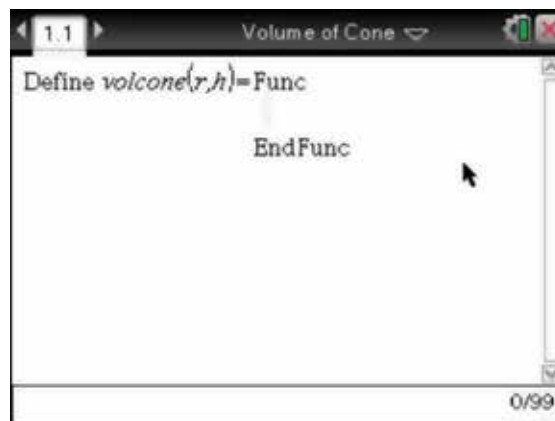 1.1 Volume of Cone
Define volcone(r,h)=Func
EndFunc
0/99